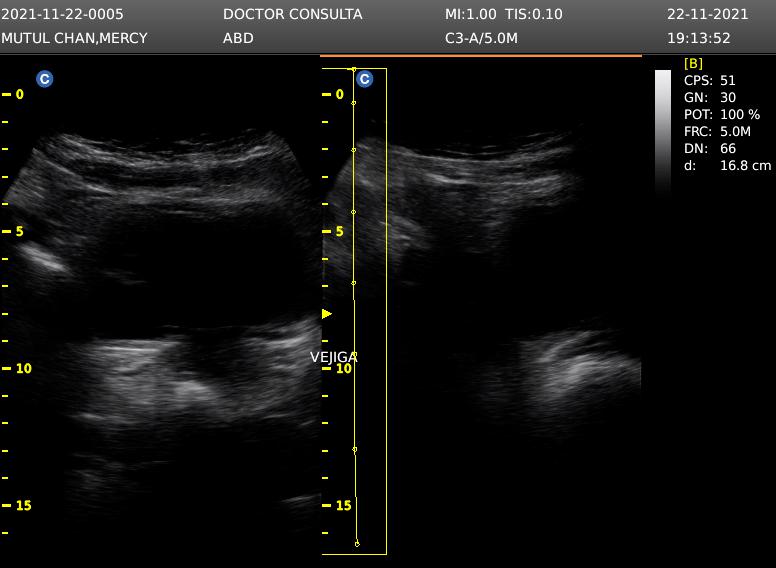 2021-11-22-0005 DOCTOR CONSULTA MI:1.00 TIS:0.10 22-11-2021
MUTUL CHAN,MERCY ABD C3-A/5.0M 19:13:52
[B]
C C
CPS: 51
0 0
GN: 30
POT: 100 %
FRC: 5.0M
DN: 66
d: 16.8 cm
5 5
VEJIGA
10 10
15 15